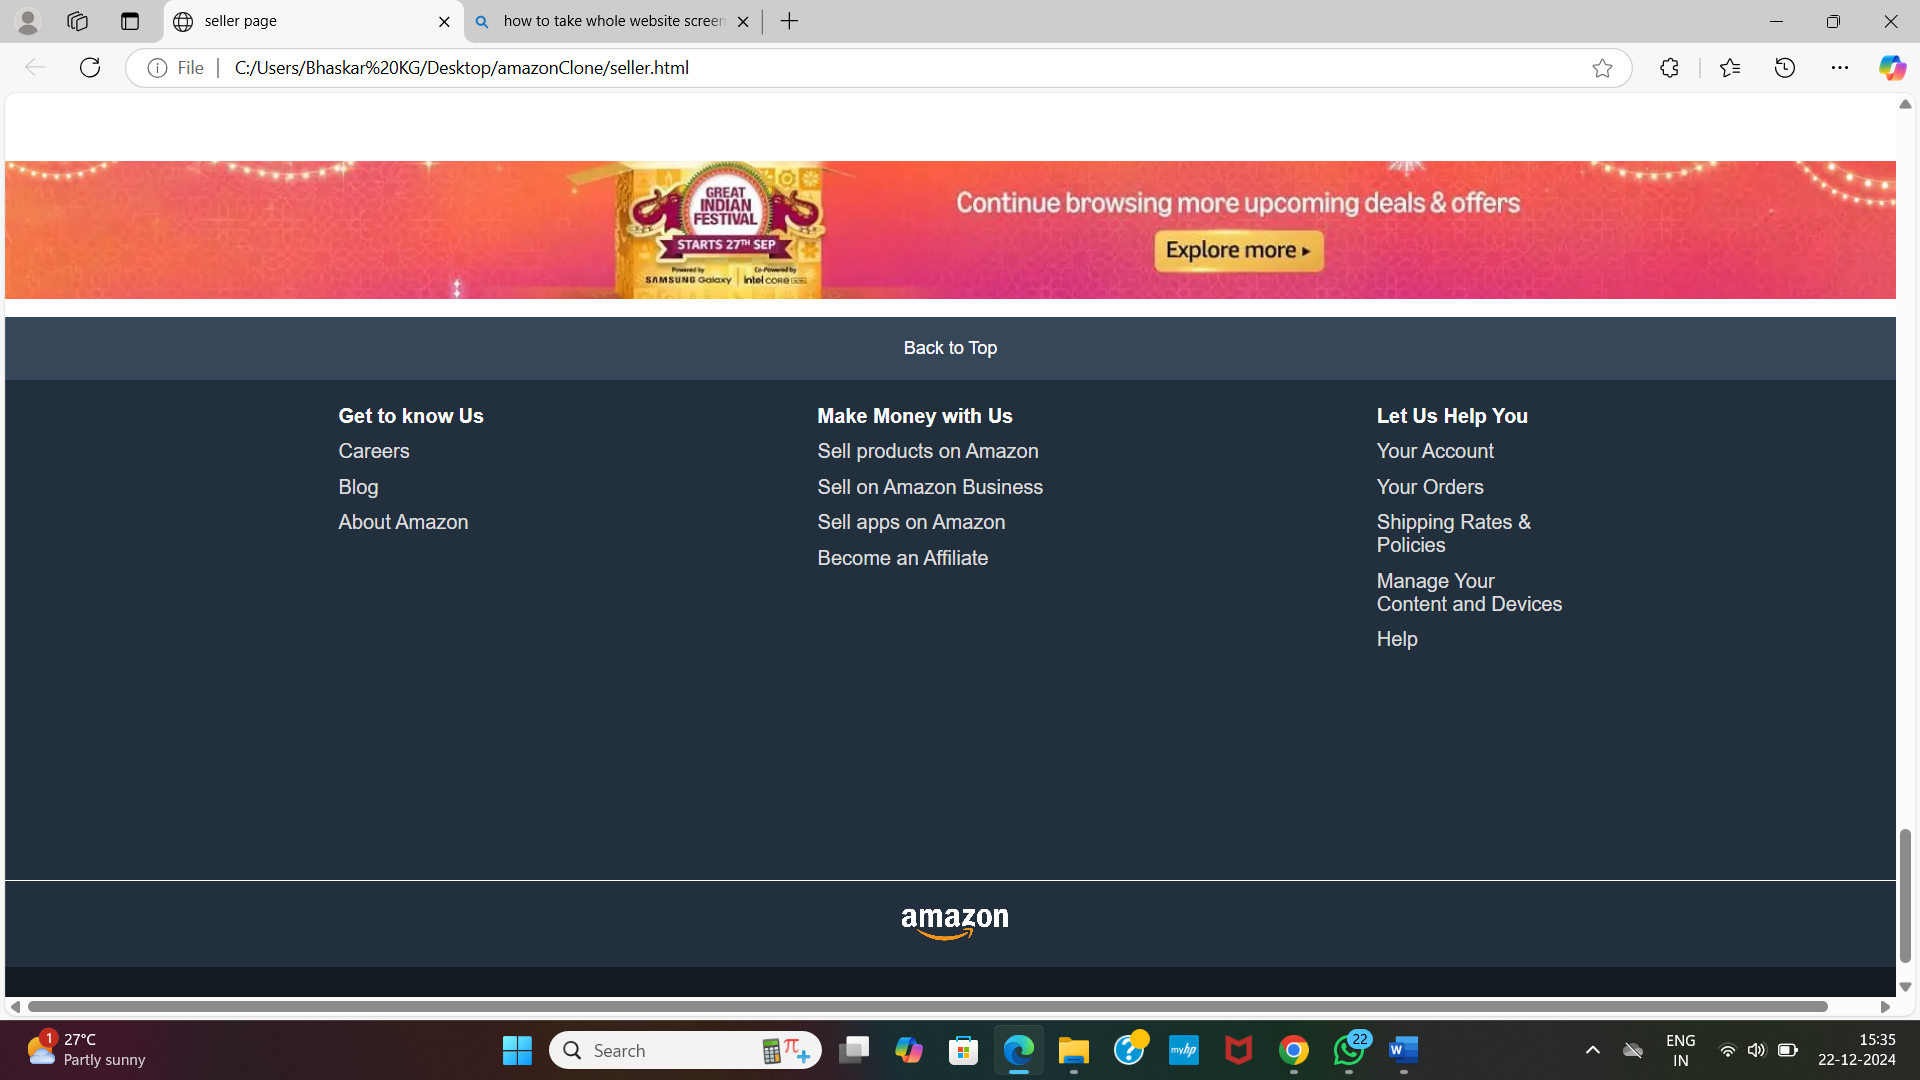 seller page
how to take whole website screen
File
C:/Users/Bhaskar%20KG/Desktop/amazonClone/seller.html
GREAT
INDIAN
FESTIVAL
STARTS 27TH SEP
Powered by
SAMSUNG Galaxy
Co-Powered by
intel CORE
Continue browsing more upcoming deals & offers
Explore more ▸
Back to Top
Get to know Us
Careers
Blog
About Amazon
Make Money with Us
Sell products on Amazon
Sell on Amazon Business
Sell apps on Amazon
Become an Affiliate
Let Us Help You
Your Account
Your Orders
Shipping Rates &
Policies
Manage Your
Content and Devices
Help
amazon
1
27°C
Partly sunny
Search
myhp
22
W
ENG
IN
15:35
22-12-2024